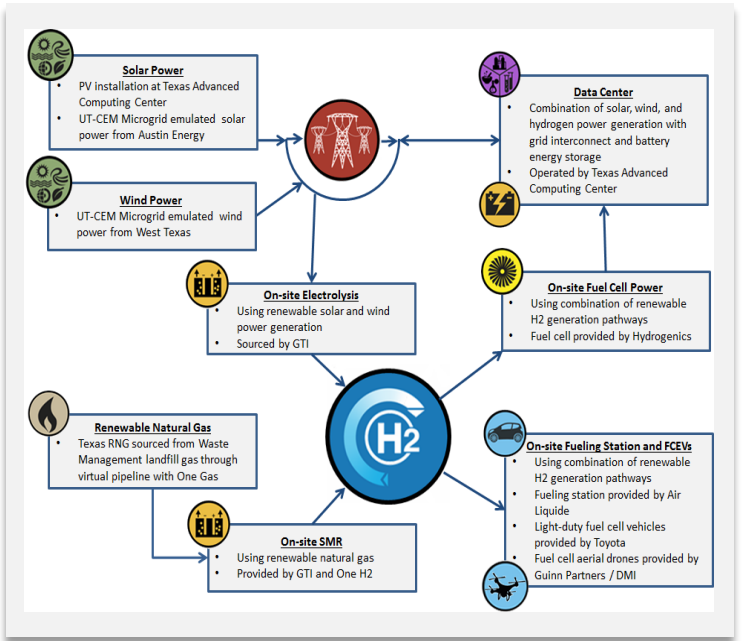 Solar Power
• PV installation at Texas Advanced
Computing Center
• UT-CEM Microgrid emulated solar
power from Austin Energy
Wind Power
• UT-CEM Microgrid emulated wind
power from West Texas
Data Center
• Combination of solar, wind, and
hydrogen power generation with
grid interconnect and battery
energy storage
• Operated by Texas Advanced
Computing Center
On-site Electrolysis
• Using renewable solar and wind
power generation
• Sourced by GTI
On-site Fuel Cell Power
• Using combination of renewable
H2 generation pathways
• Fuel cell provided by Hydrogenics
H2
Renewable Natural Gas
• Texas RNG sourced from Waste
Management landfill gas through
virtual pipeline with One Gas
On-site SMR
• Using renewable natural gas
• Provided by GTI and One H2
On-site Fueling Station and FCEVs
• Using combination of renewable
H2 generation pathways
• Fueling station provided by Air
Liquide
• Light-duty fuel cell vehicles
provided by Toyota
• Fuel cell aerial drones provided by
Guinn Partners / DMI